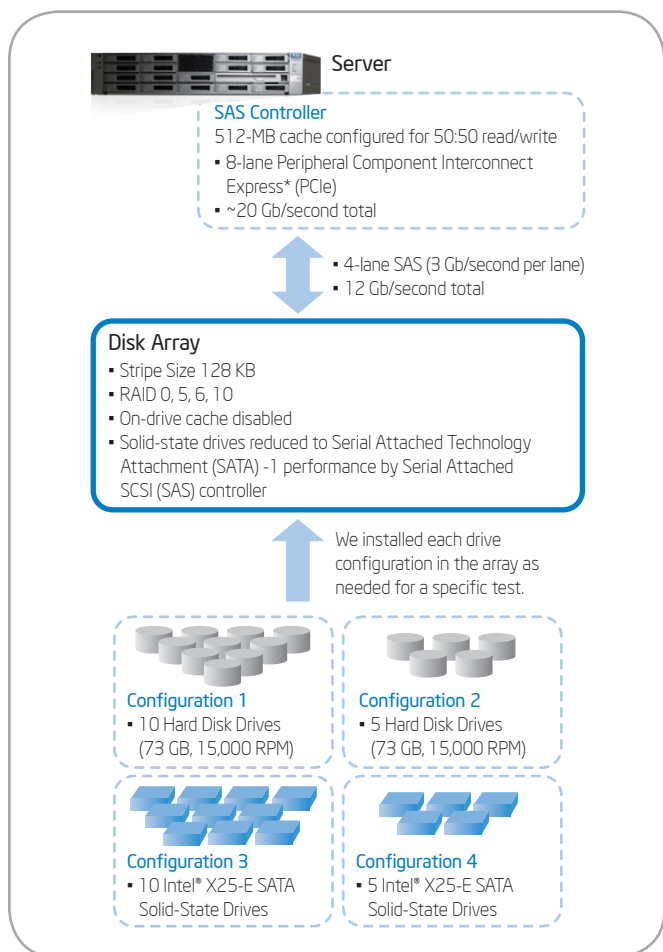 Server
SAS Controller
512-MB cache configured for 50:50 read/write
▪ 8-lane Peripheral Component Interconnect
Express* (PCIe)
▪ ~20 Gb/second total
▪ 4-lane SAS (3 Gb/second per lane)
▪ 12 Gb/second total
Disk Array
▪ Stripe Size 128 KB
▪ RAID 0, 5, 6, 10
▪ On-drive cache disabled
▪ Solid-state drives reduced to Serial Attached Technology
Attachment (SATA) -1 performance by Serial Attached
SCSI (SAS) controller
We installed each drive
configuration in the array as
needed for a specific test.
Configuration 1
▪ 10 Hard Disk Drives
(73 GB, 15,000 RPM)
Configuration 2
▪ 5 Hard Disk Drives
(73 GB, 15,000 RPM)
Configuration 3
▪ 10 Intel® X25-E SATA
Solid-State Drives
Configuration 4
▪ 5 Intel® X25-E SATA
Solid-State Drives